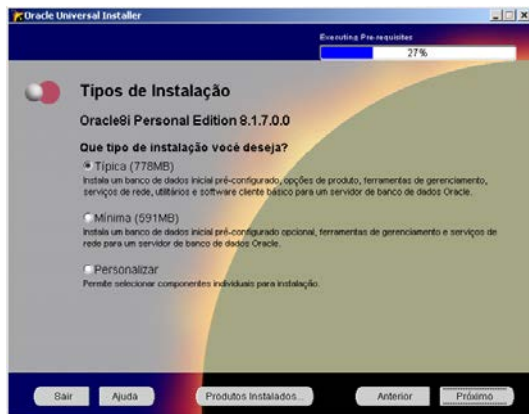 Oracle Universal Installer
Executing Pre-requisites
27%
Tipos de Instalação
Oracle8i Personal Edition 8.1.7.0.0
Que tipo de instalação você deseja?
Típica (778MB)
Instala um banco de dados inicial pré-configurado, opções de produto, ferramentas de gerenciamento,
serviços de rede, utilitários e software cliente básico para um servidor de banco de dados Oracle.
Mínima (591MB)
Instala um banco de dados inicial pré-configurado opcional, ferramentas de gerenciamento e serviços de
rede para um servidor de banco de dados Oracle.
Personalizar
Permite selecionar componentes individuais para instalação.
Sair Ajuda Produtos Instalados... Anterior Próximo